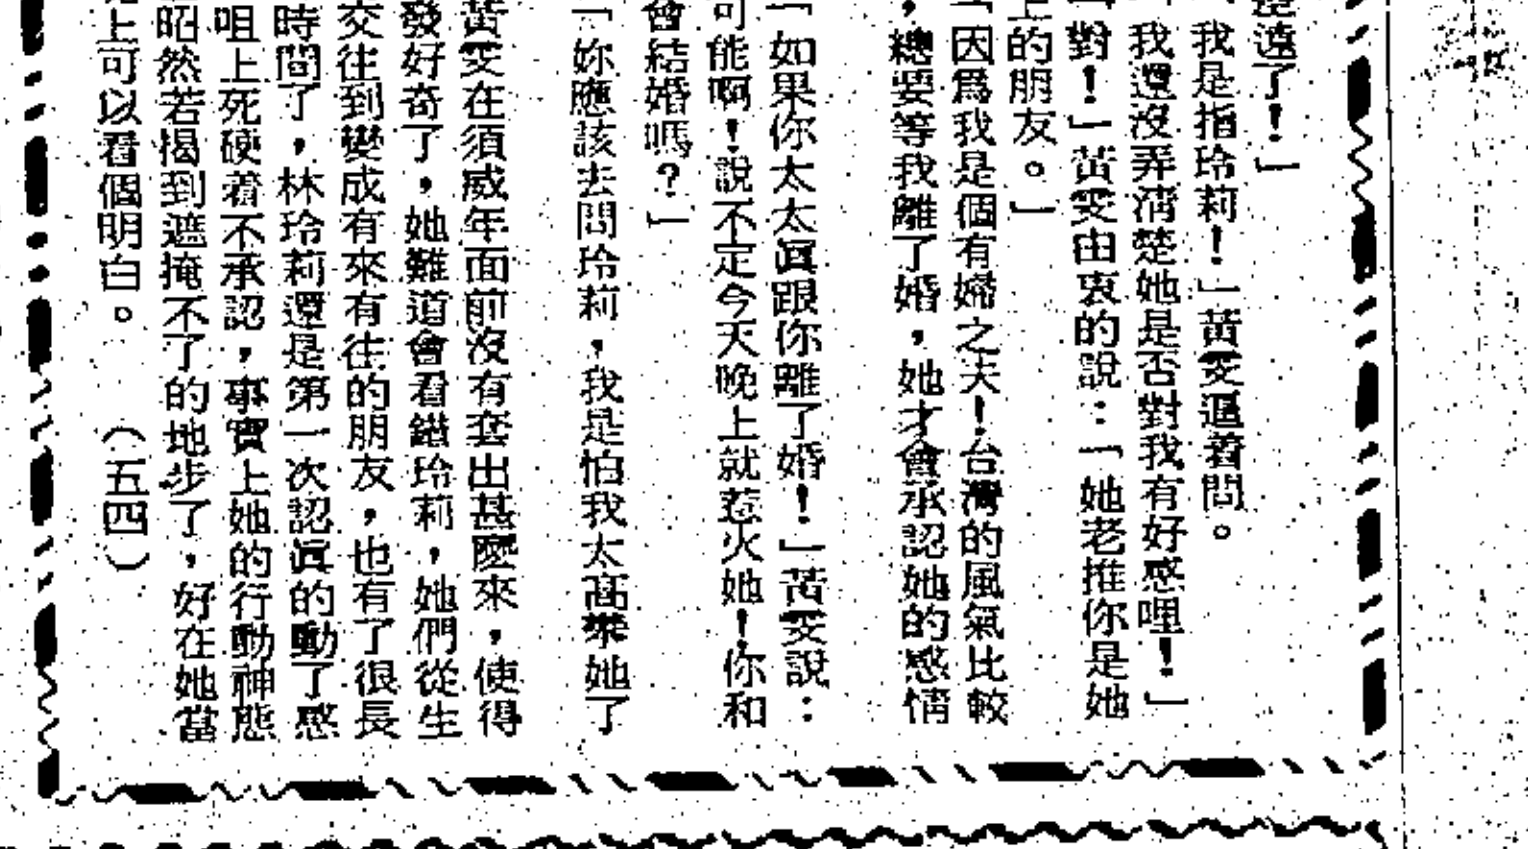 遠了！」
「我是指玲莉！」黃雯逼着問。
「我還沒弄清楚她是否對我有好感哩！」
「對！」黃雯由衷的說：「她老推你是她
上的朋友。」
「因爲我是個有婦之夫！台灣的風氣比較
，總要等我離了婚，她才會承認她的感情
「如果你太太眞跟你離了婚！」黃雯說：
可能啊！說不定今天晚上就惹火她！你和
會結婚嗎？」
「妳應該去問玲莉，我是怕我太高攀她了
黃雯在須威年面前沒有套出甚麼來，使得
發好奇了，她難道會看錯玲莉，她們從生
交往到變成有來有往的朋友，也有了很長
時間了，林玲莉還是第一次認眞的動了感
咀上死硬着不承認，事實上她的行動神態
昭然若揭到遮掩不了的地步了，好在她當
上可以看個明白。　（五四）